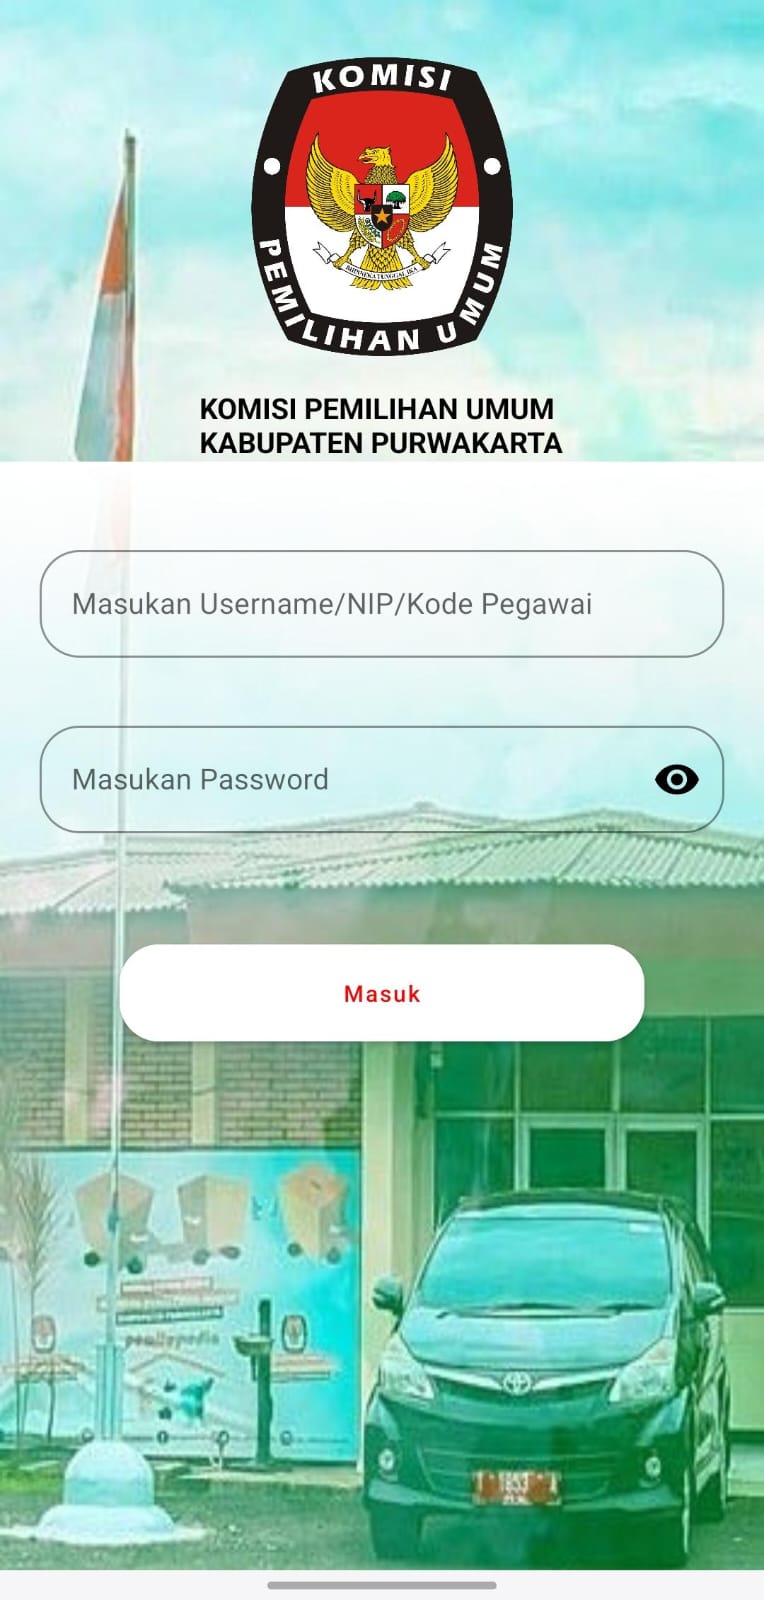 KOMISI
PEMILIHAN UMUM
BHINNEKA TUNGGAL IKA
KOMISI PEMILIHAN UMUM
KABUPATEN PURWAKARTA
Masukan Username/NIP/Kode Pegawai
Masukan Password
Masuk